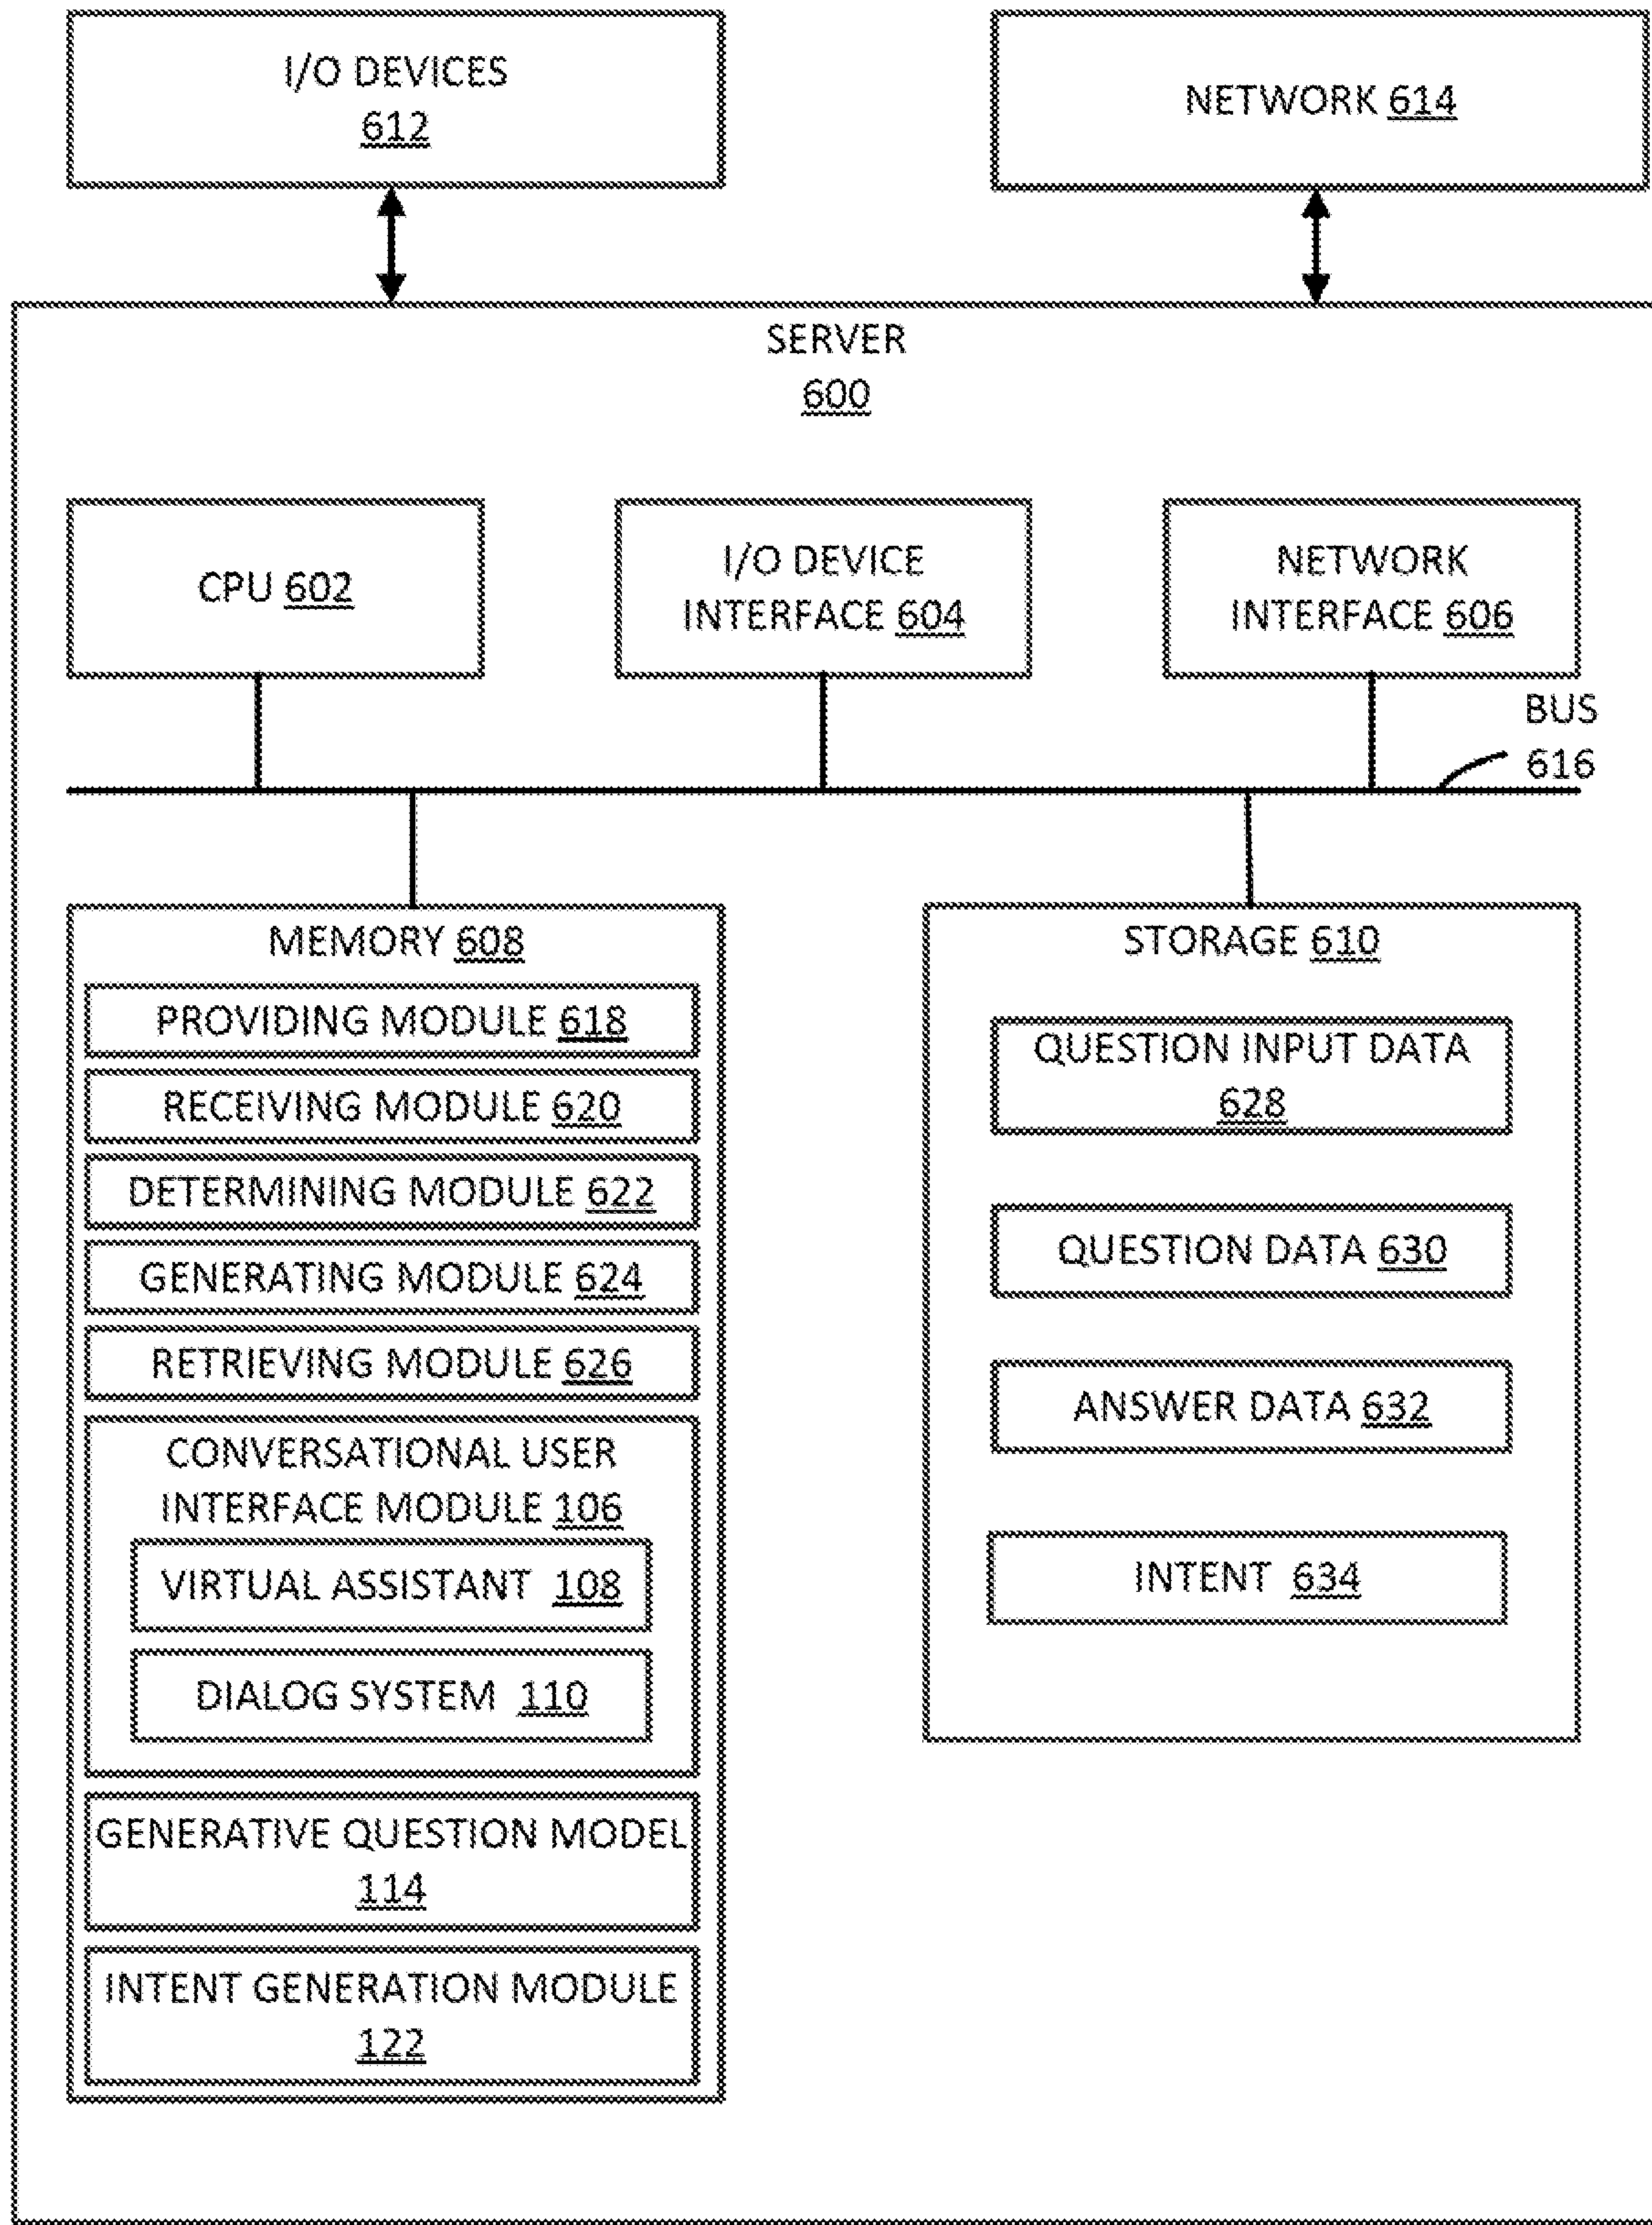 I/O DEVICES
612
NETWORK 614
SERVER
600
CPU 602
I/O DEVICE
INTERFACE 604
NETWORK
INTERFACE 606
BUS
616
MEMORY 608
PROVIDING MODULE 618
RECEIVING MODULE 620
DETERMINING MODULE 622
GENERATING MODULE 624
RETRIEVING MODULE 626
CONVERSATIONAL USER
INTERFACE MODULE 106
VIRTUAL ASSISTANT 108
DIALOG SYSTEM 110
GENERATIVE QUESTION MODEL
114
INTENT GENERATION MODULE
122
STORAGE 610
QUESTION INPUT DATA
628
QUESTION DATA 630
ANSWER DATA 632
INTENT 634